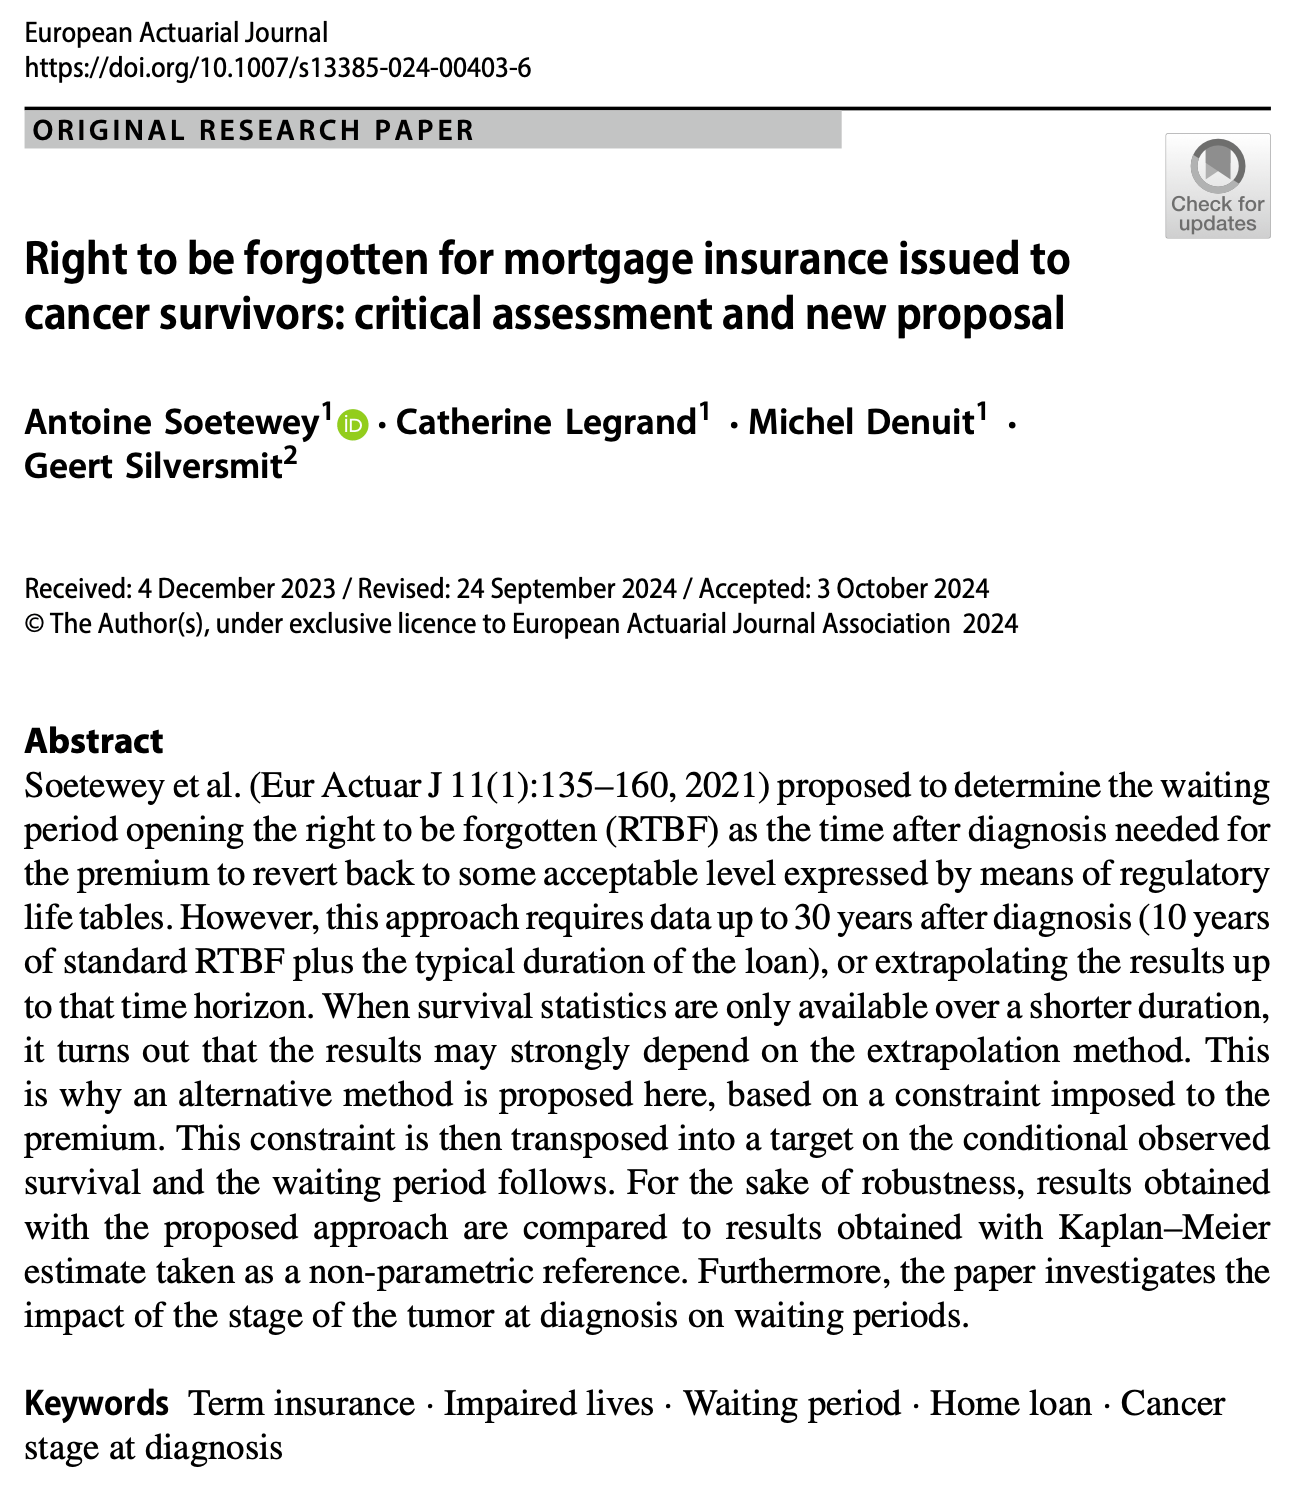 European Actuarial Journal
https://doi.org/10.1007/s13385-024-00403-6
ORIGINAL RESEARCH PAPER
Check for
updates
Right to be forgotten for mortgage insurance issued to
cancer survivors: critical assessment and new proposal
Antoine Soetewey1 iD · Catherine Legrand1 · Michel Denuit1 ·
Geert Silversmit2
Received: 4 December 2023 / Revised: 24 September 2024 / Accepted: 3 October 2024
© The Author(s), under exclusive licence to European Actuarial Journal Association 2024
Abstract
Soetewey et al. (Eur Actuar J 11(1):135–160, 2021) proposed to determine the waiting
period opening the right to be forgotten (RTBF) as the time after diagnosis needed for
the premium to revert back to some acceptable level expressed by means of regulatory
life tables. However, this approach requires data up to 30 years after diagnosis (10 years
of standard RTBF plus the typical duration of the loan), or extrapolating the results up
to that time horizon. When survival statistics are only available over a shorter duration,
it turns out that the results may strongly depend on the extrapolation method. This
is why an alternative method is proposed here, based on a constraint imposed to the
premium. This constraint is then transposed into a target on the conditional observed
survival and the waiting period follows. For the sake of robustness, results obtained
with the proposed approach are compared to results obtained with Kaplan–Meier
estimate taken as a non-parametric reference. Furthermore, the paper investigates the
impact of the stage of the tumor at diagnosis on waiting periods.
Keywords Term insurance · Impaired lives · Waiting period · Home loan · Cancer
stage at diagnosis